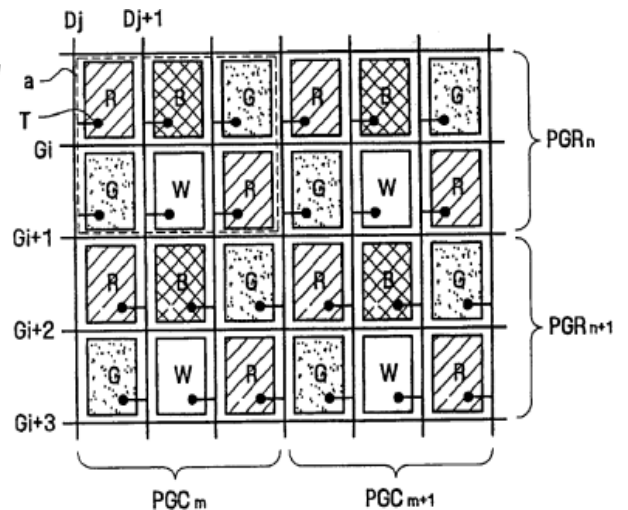 Dj Dj+1
a
R B G R B G
T
PGRn
Gi
G W R G W R
Gi+1
R B G R B G
Gi+2
PGRn+1
G W R G W R
Gi+3
PGCm PGCm+1